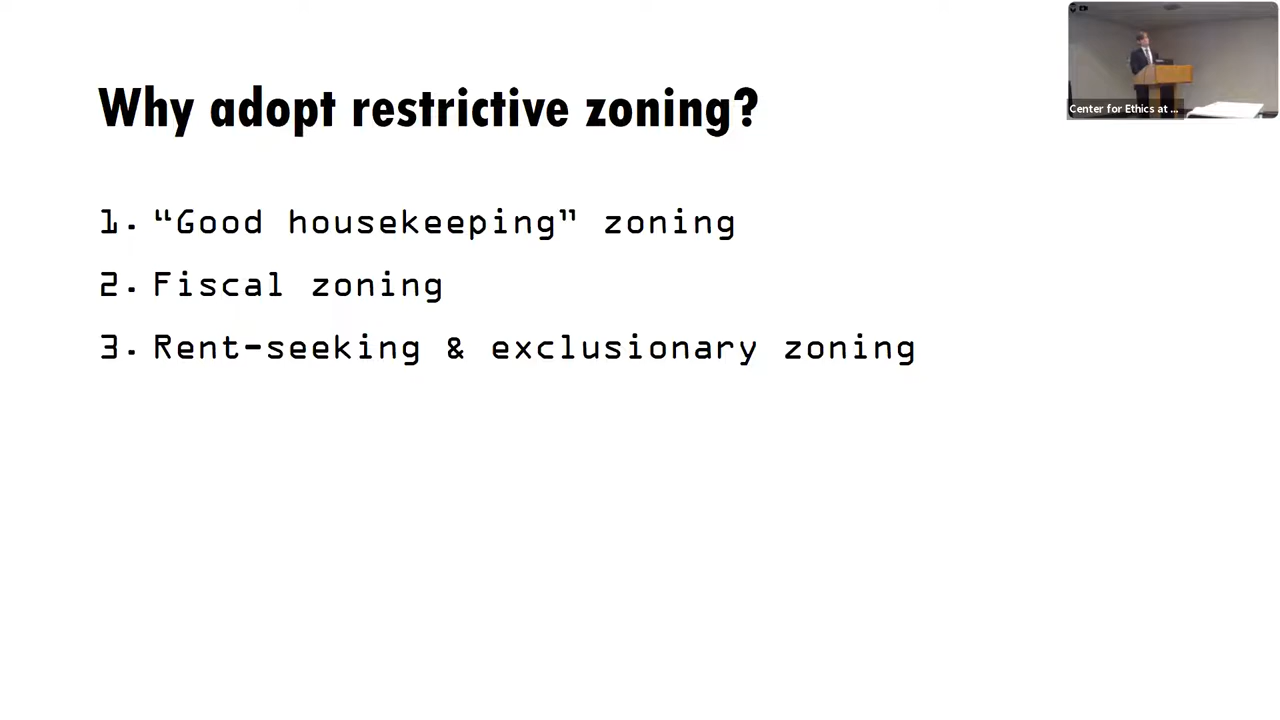 Why adopt restrictive zoning?
1. “Good housekeeping” zoning
2. Fiscal zoning
3. Rent-seeking & exclusionary zoning
Center for Ethics at ...